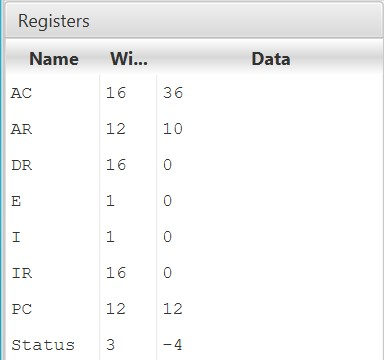 Registers
Name Wi... Data
AC 16 36
AR 12 10
DR 16 0
E 1 0
I 1 0
IR 16 0
PC 12 12
Status 3 -4